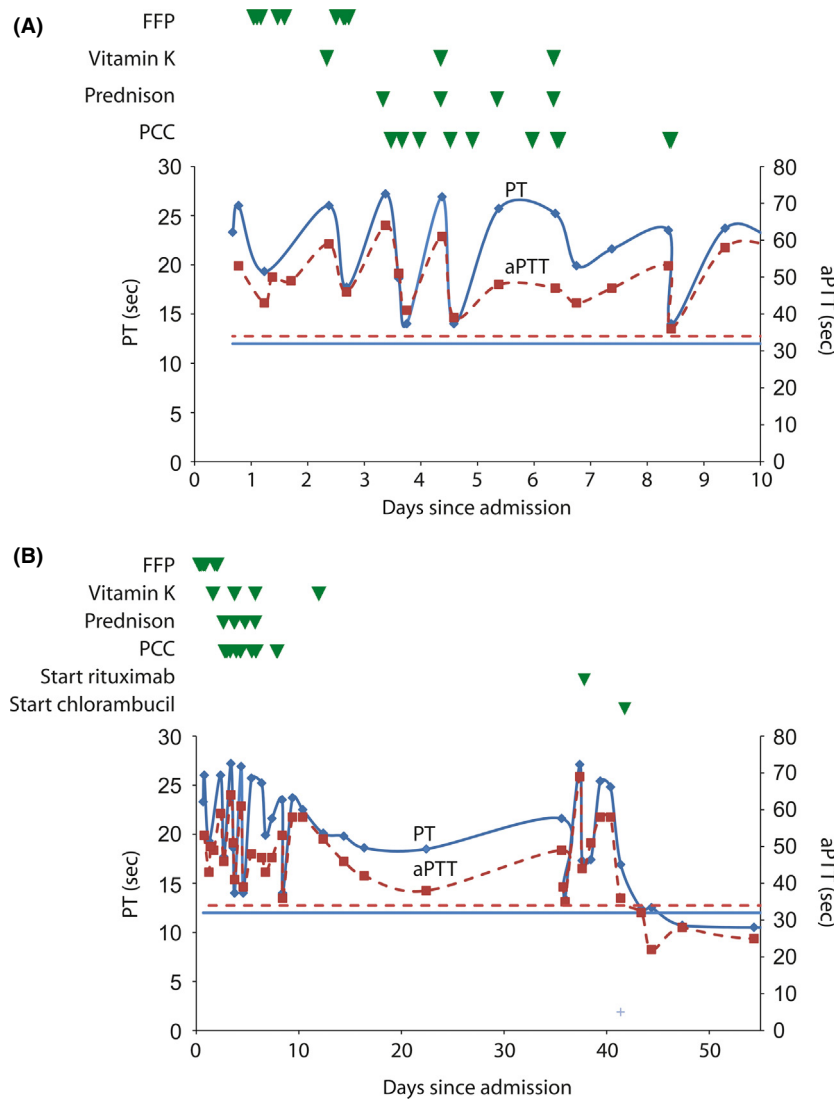 (A)
FFP
Vitamin K
Prednison
PCC
30
25
20
15
10
5
0
PT (sec)
80
70
60
50
40
30
20
10
0
aPTT (sec)
PT
aPTT
1 2 3 4 5 6 7 8 9 10
Days since admission
(B)
FFP
Vitamin K
Prednison
PCC
Start rituximab
Start chlorambucil
30
25
20
15
10
5
0
PT (sec)
80
70
60
50
40
30
20
10
0
aPTT (sec)
PT
aPTT
0 10 20 30 40 50
Days since admission